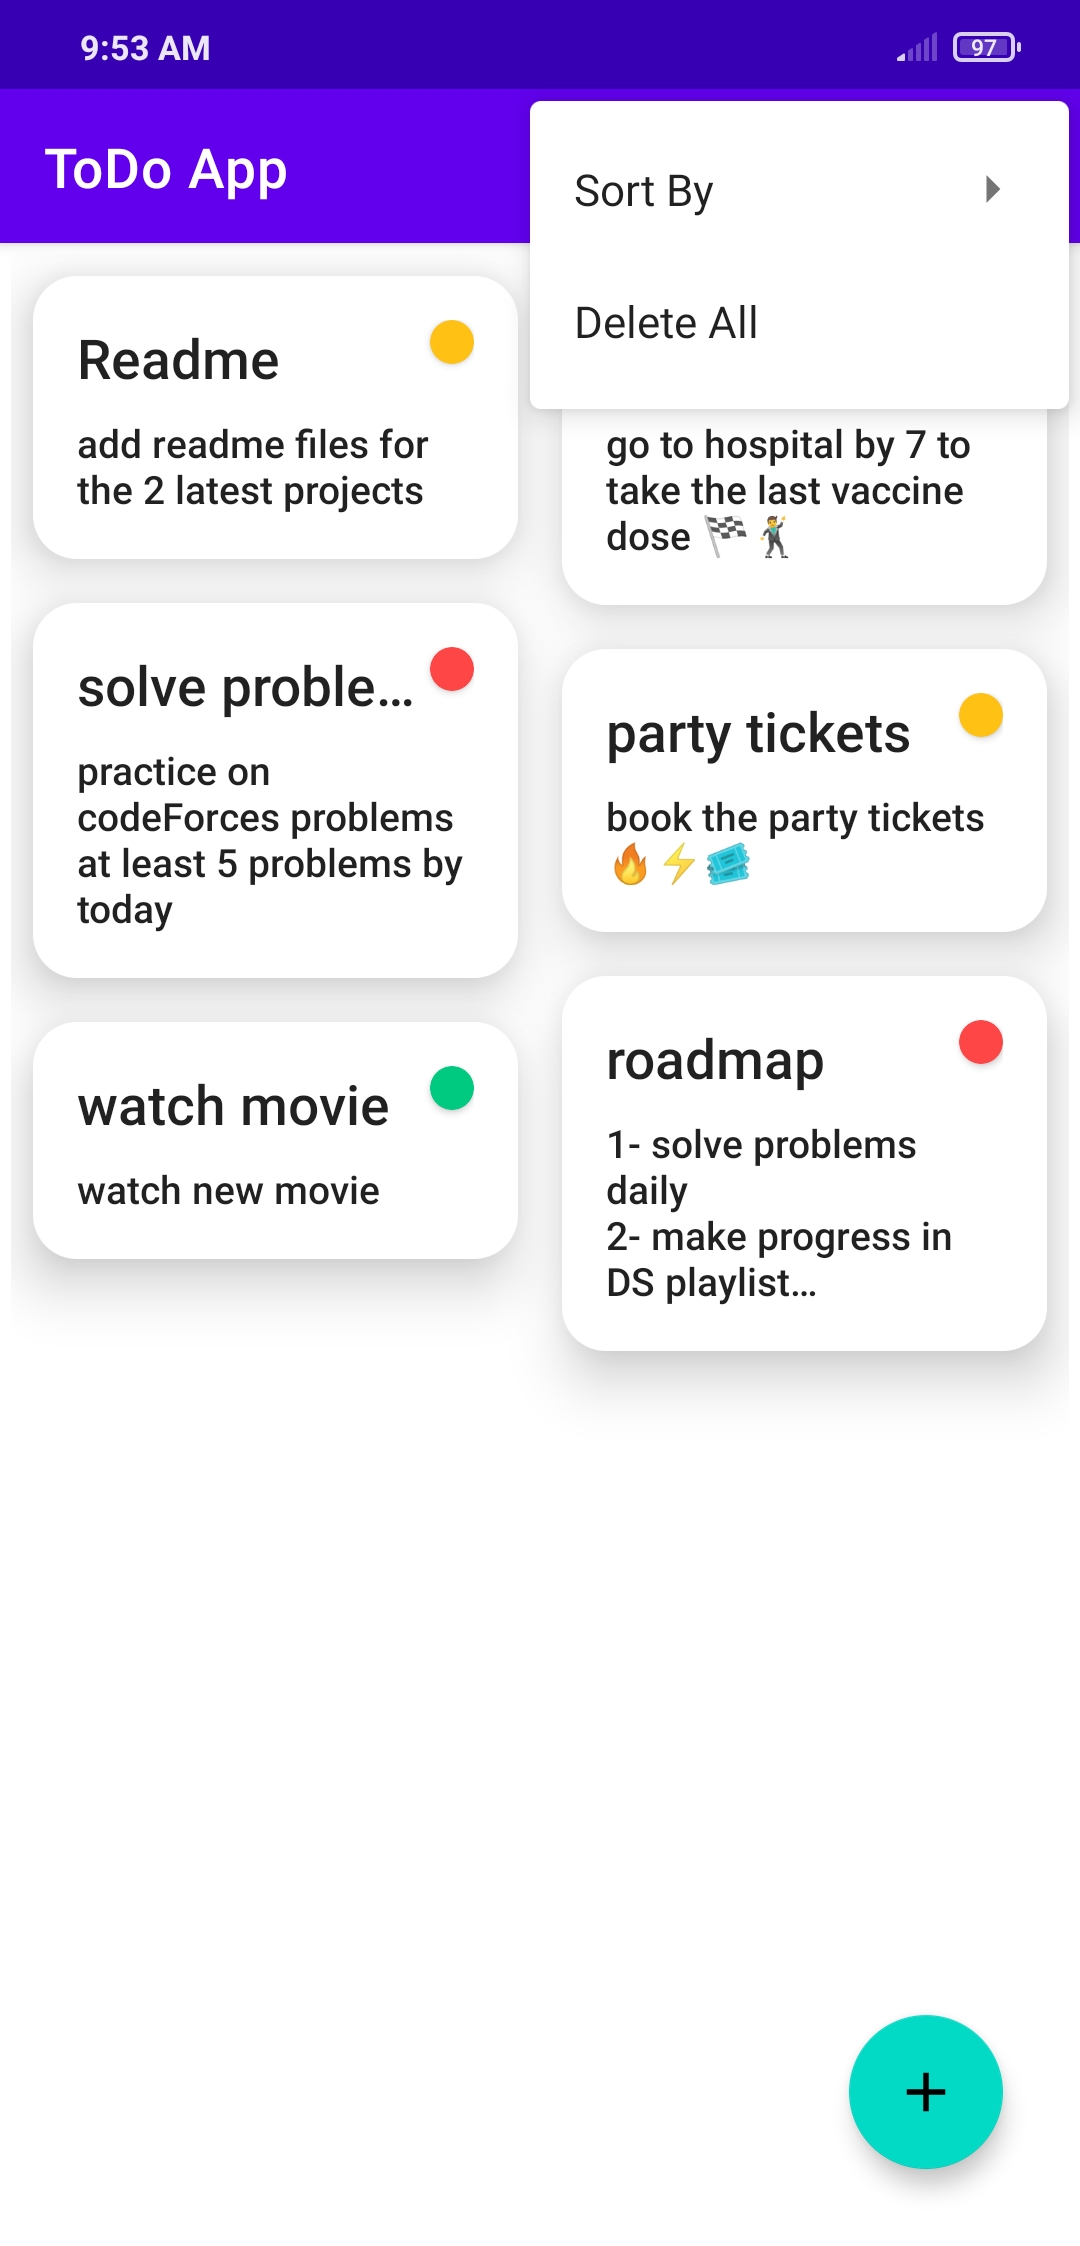 9:53 AM
97
ToDo App
Sort By
Delete All
Readme
add readme files for
the 2 latest projects
go to hospital by 7 to
take the last vaccine
dose 🏁🕺
solve proble...
practice on
codeForces problems
at least 5 problems by
today
party tickets
book the party tickets
🔥⚡🎟
watch movie
watch new movie
roadmap
1- solve problems
daily
2- make progress in
DS playlist...
+